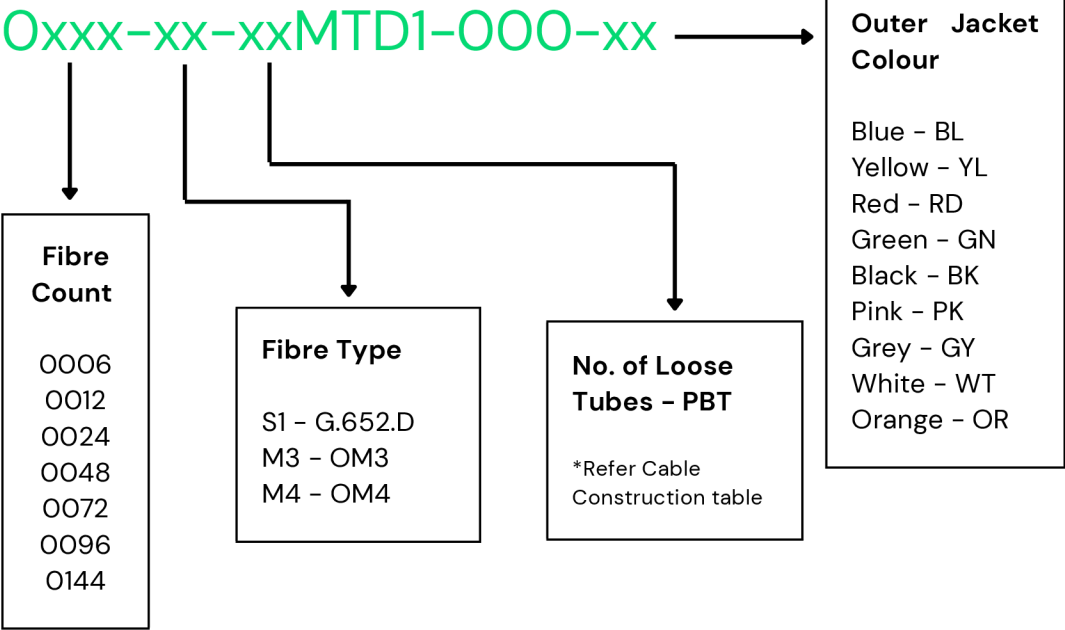 0xxx-xx-xxMTD1-000-xx
Outer Jacket
Colour
Blue - BL
Yellow - YL
Red - RD
Green - GN
Black - BK
Pink - PK
Grey - GY
White - WT
Orange - OR
Fibre
Count
0006
0012
0024
0048
0072
0096
0144
Fibre Type
S1 - G.652.D
M3 - OM3
M4 - OM4
No. of Loose
Tubes - PBT
*Refer Cable
Construction table